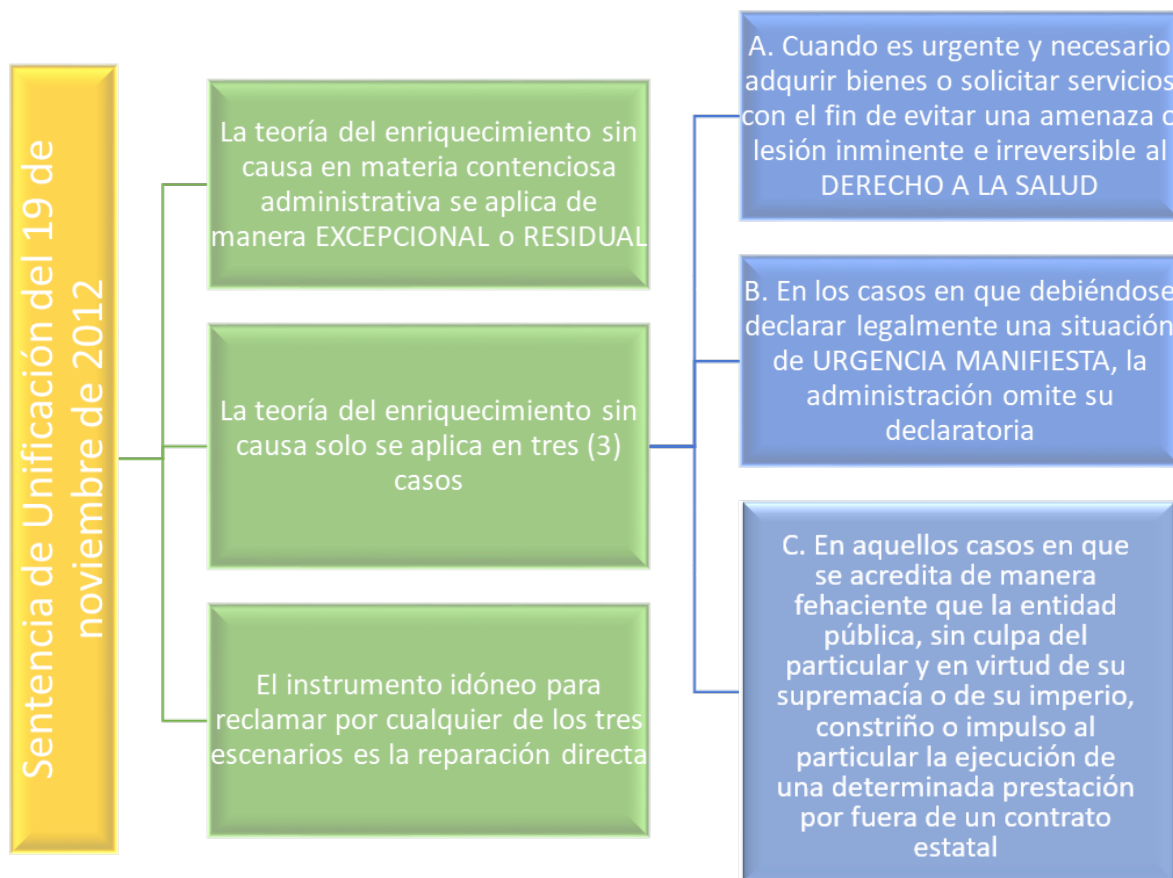 Sentencia de Unificación del 19 de
noviembre de 2012
La teoría del enriquecimiento sin
causa en materia contenciosa
administrativa se aplica de
manera EXCEPCIONAL o RESIDUAL
La teoría del enriquecimiento sin
causa solo se aplica en tres (3)
casos
El instrumento idóneo para
reclamar por cualquier de los tres
escenarios es la reparación directa
A. Cuando es urgente y necesario
adqurir bienes o solicitar servicios
con el fin de evitar una amenaza o
lesión inminente e irreversible al
DERECHO A LA SALUD
B. En los casos en que debiéndose
declarar legalmente una situación
de URGENCIA MANIFIESTA, la
administración omite su
declaratoria
C. En aquellos casos en que
se acredita de manera
fehaciente que la entidad
pública, sin culpa del
particular y en virtud de su
supremacía o de su imperio,
constriño o impulso al
particular la ejecución de
una determinada prestación
por fuera de un contrato
estatal